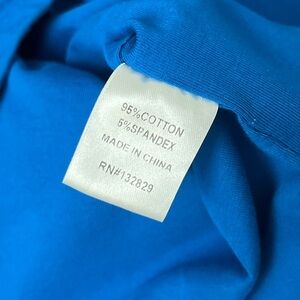 95%COTTON
5%SPANDEX
MADE IN CHINA
RN#132829